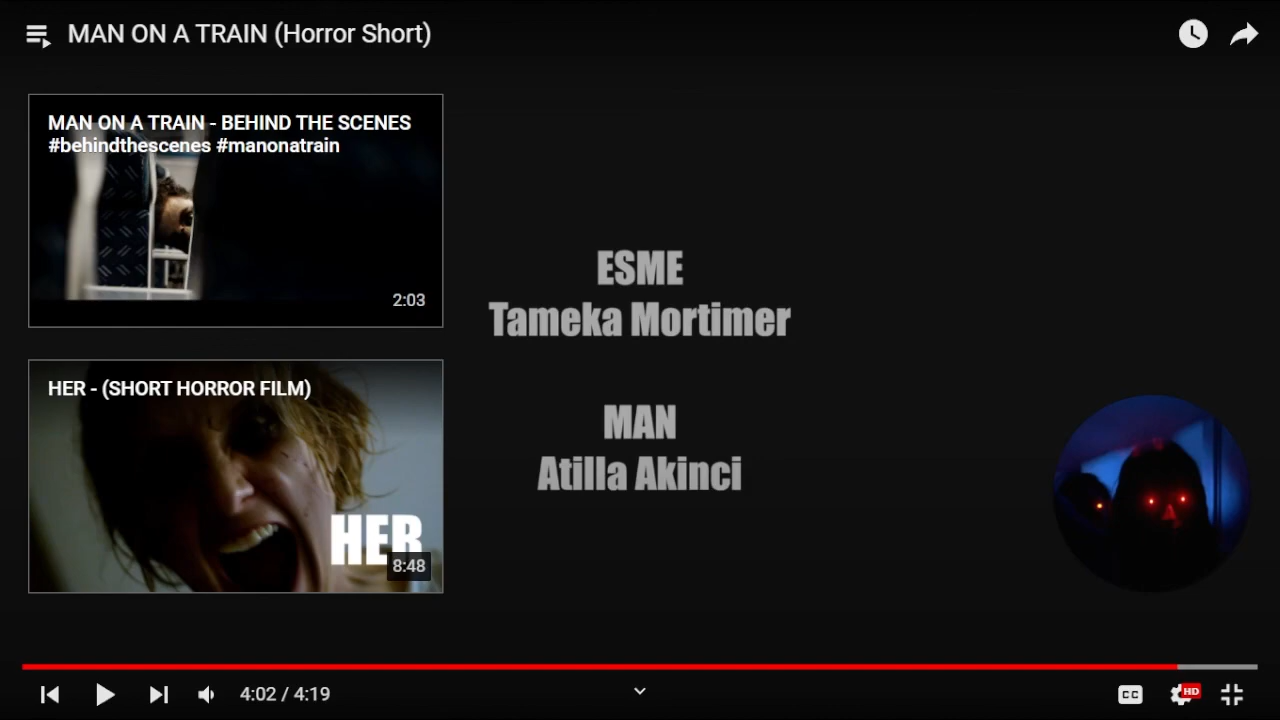 MAN ON A TRAIN (Horror Short)
MAN ON A TRAIN - BEHIND THE SCENES
#behindthescenes #manonatrain
2:03
ESME
Tameka Mortimer
HER - (SHORT HORROR FILM)
HER
8:48
MAN
Atilla Akinci
4:02 / 4:19
CC
HD